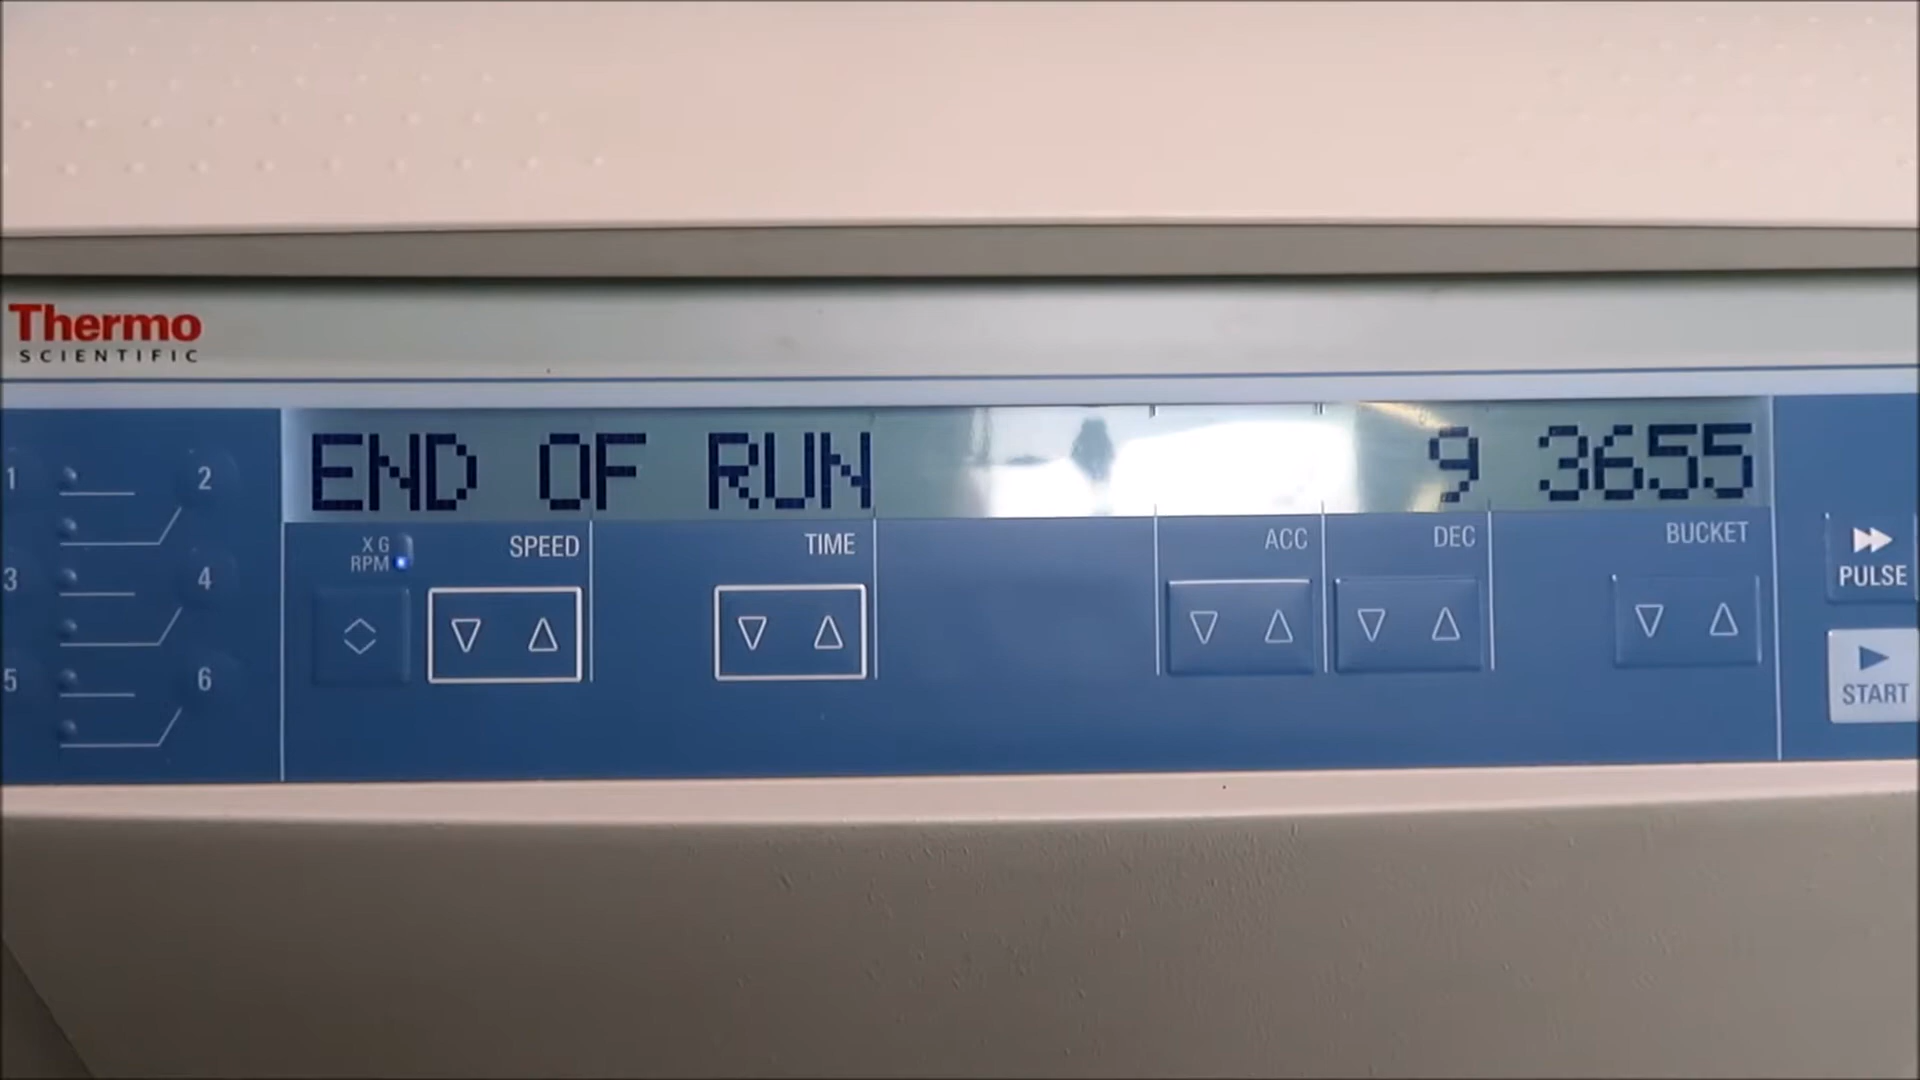 Thermo
SCIENTIFIC
END OF RUN 9 3655
X G
RPM
SPEED
TIME
ACC
DEC
BUCKET
1 2
3 4
5 6
PULSE
START